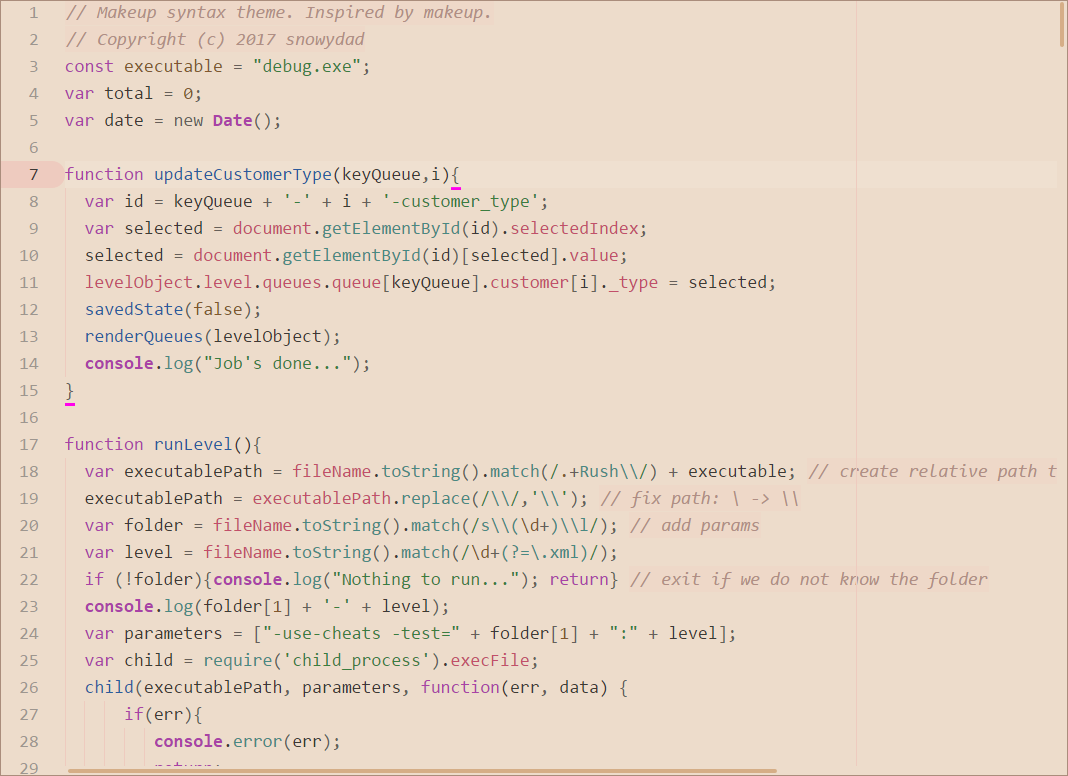 1 // Makeup syntax theme. Inspired by makeup.
2 // Copyright (c) 2017 snowydad
3 const executable = "debug.exe";
4 var total = 0;
5 var date = new Date();
6
7 function updateCustomerType(keyQueue,i){
8 var id = keyQueue + '-' + i + '-customer_type';
9 var selected = document.getElementById(id).selectedIndex;
10 selected = document.getElementById(id)[selected].value;
11 levelObject.level.queues.queue[keyQueue].customer[i]._type = selected;
12 savedState(false);
13 renderQueues(levelObject);
14 console.log("Job's done...");
15 }
16
17 function runLevel(){
18 var executablePath = fileName.toString().match(/.+Rush\\/) + executable; // create relative path t
19 executablePath = executablePath.replace(/\\/,'\\'); // fix path: \ -> \\
20 var folder = fileName.toString().match(/s\\(\d+)\\l/); // add params
21 var level = fileName.toString().match(/\d+(?=\.xml)/);
22 if (!folder){console.log("Nothing to run..."); return} // exit if we do not know the folder
23 console.log(folder[1] + '-' + level);
24 var parameters = ["-use-cheats -test=" + folder[1] + ":" + level];
25 var child = require('child_process').execFile;
26 child(executablePath, parameters, function(err, data) {
27 if(err){
28 console.error(err);
29